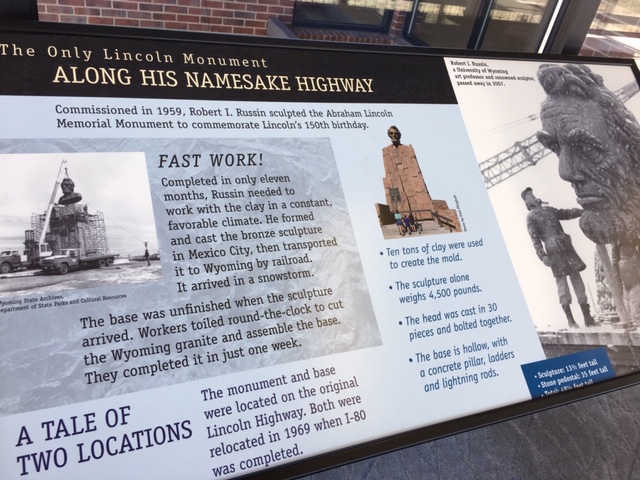 The Only Lincoln Monument
ALONG HIS NAMESAKE HIGHWAY
Commissioned in 1959, Robert I. Russin sculpted the Abraham Lincoln
Memorial Monument to commemorate Lincoln's 150th birthday.
FAST WORK!
Completed in only eleven
months, Russin needed to
work with the clay in a constant,
favorable climate. He formed
and cast the bronze sculpture
in Mexico City, then transported
it to Wyoming by railroad.
It arrived in a snowstorm.
Wyoming State Archives,
Department of State Parks and Cultural Resources
The base was unfinished when the sculpture
arrived. Workers toiled round-the-clock to cut
the Wyoming granite and assemble the base.
They completed it in just one week.
A TALE OF
TWO LOCATIONS
The monument and base
were located on the original
Lincoln Highway. Both were
relocated in 1969 when I-80
was completed.
• Ten tons of clay were used
to create the mold.
• The sculpture alone
weighs 4,500 pounds.
• The head was cast in 30
pieces and bolted together.
• The base is hollow, with
a concrete pillar, ladders
and lightning rods.
Robert I. Russin,
a University of Wyoming
art professor and renowned sculptor,
passed away in 2007.
• Sculpture: 13½ feet tall
• Stone pedestal: 35 feet tall
• Total: 48½ feet tall